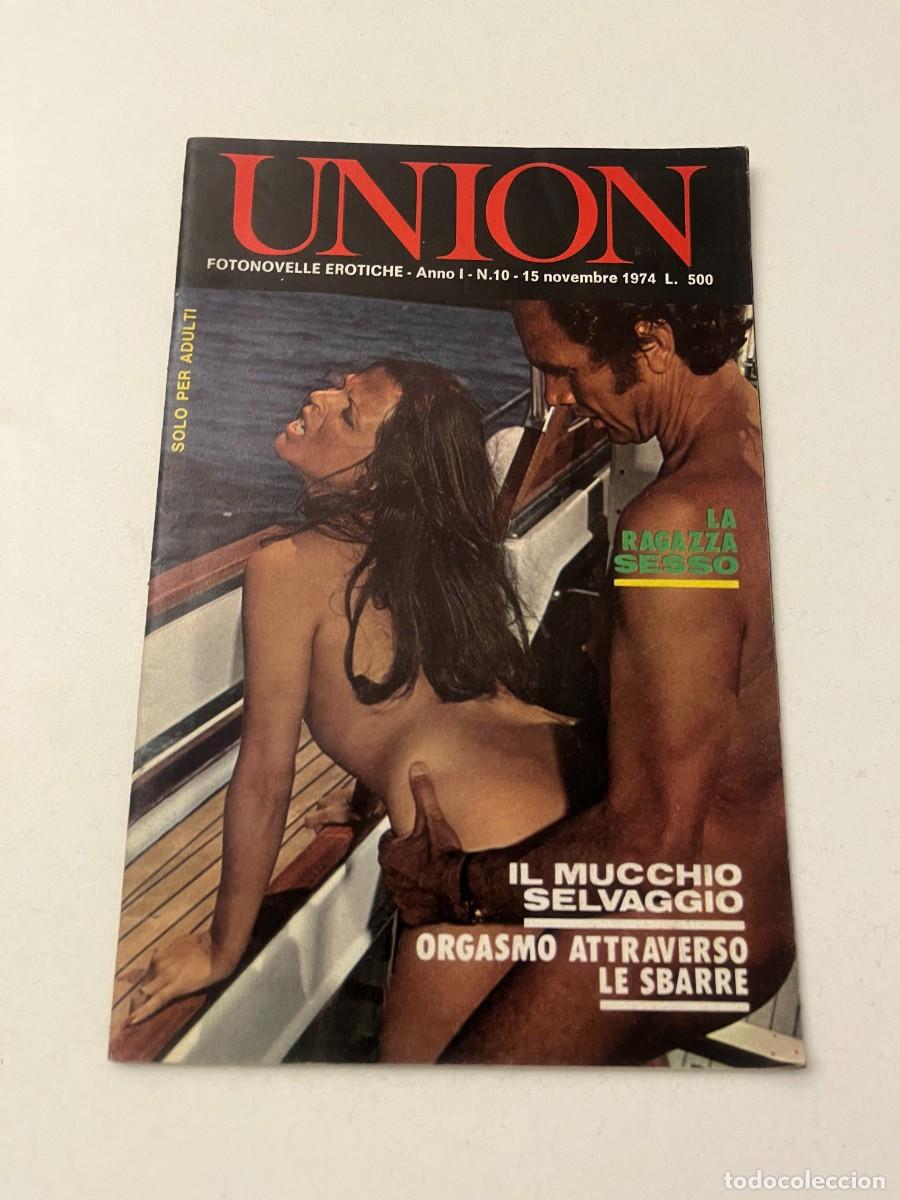 UNION
FOTONOVELLE EROTICHE - Anno I - N.10 - 15 novembre 1974 L. 500
SOLO PER ADULTI
LA
RAGAZZA
SESSO
IL MUCCHIO
SELVAGGIO
ORGASMO ATTRAVERSO
LE SBARRE
todocoleccion